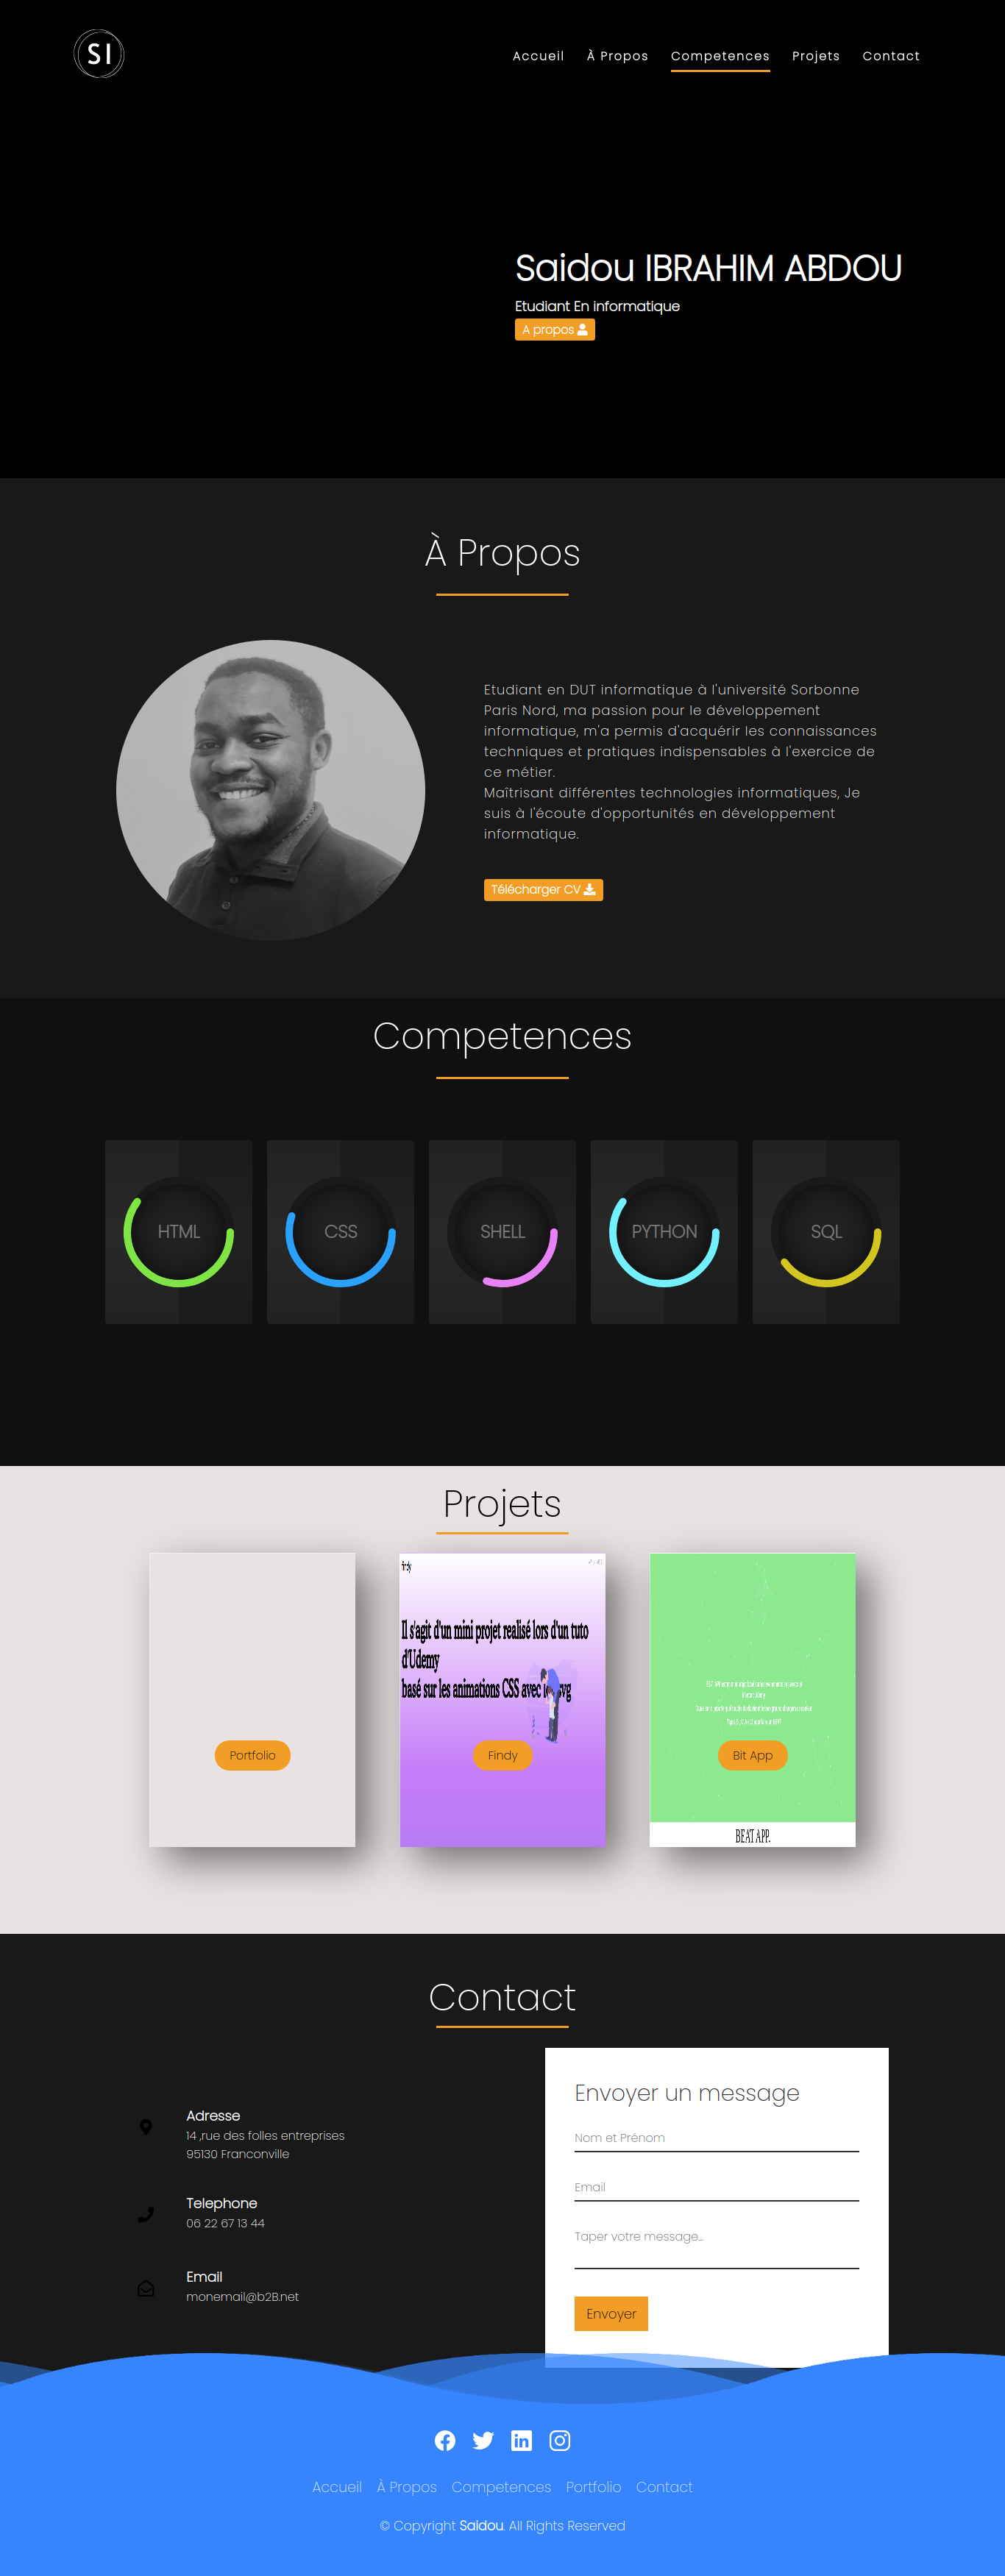 SI
Accueil À Propos Competences Projets Contact
Saidou IBRAHIM ABDOU
Etudiant En informatique
A propos
À Propos
Etudiant en DUT informatique à l'université Sorbonne
Paris Nord, ma passion pour le développement
informatique, m'a permis d'acquérir les connaissances
techniques et pratiques indispensables à l'exercice de
ce métier.
Maîtrisant différentes technologies informatiques, Je
suis à l'écoute d'opportunités en développement
informatique.
Télécharger CV
Competences
HTML CSS SHELL PYTHON SQL
Projets
Il s'agit d'un mini projet realisé lors d'un tuto
d'Udemy
basé sur les animations CSS avec svg
Portfolio Findy Bit App
BEAT APP.
Contact
Envoyer un message
Nom et Prénom
Email
Taper votre message...
Envoyer
Adresse
14 ,rue des folles entreprises
95130 Franconville
Telephone
06 22 67 13 44
Email
monemail@b2B.net
Accueil À Propos Competences Portfolio Contact
© Copyright Saidou. All Rights Reserved